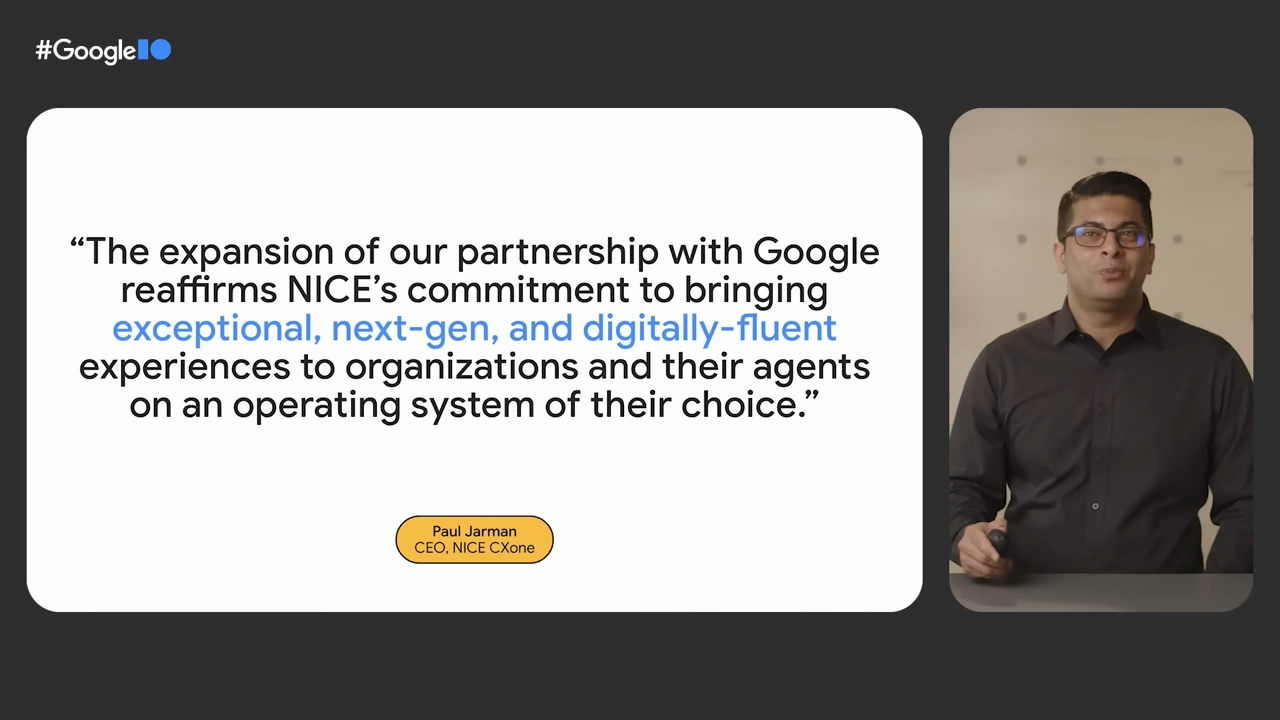 #GoogleIO
“The expansion of our partnership with Google
reaffirms NICE’s commitment to bringing
exceptional, next-gen, and digitally-fluent
experiences to organizations and their agents
on an operating system of their choice.”
Paul Jarman
CEO, NICE CXone